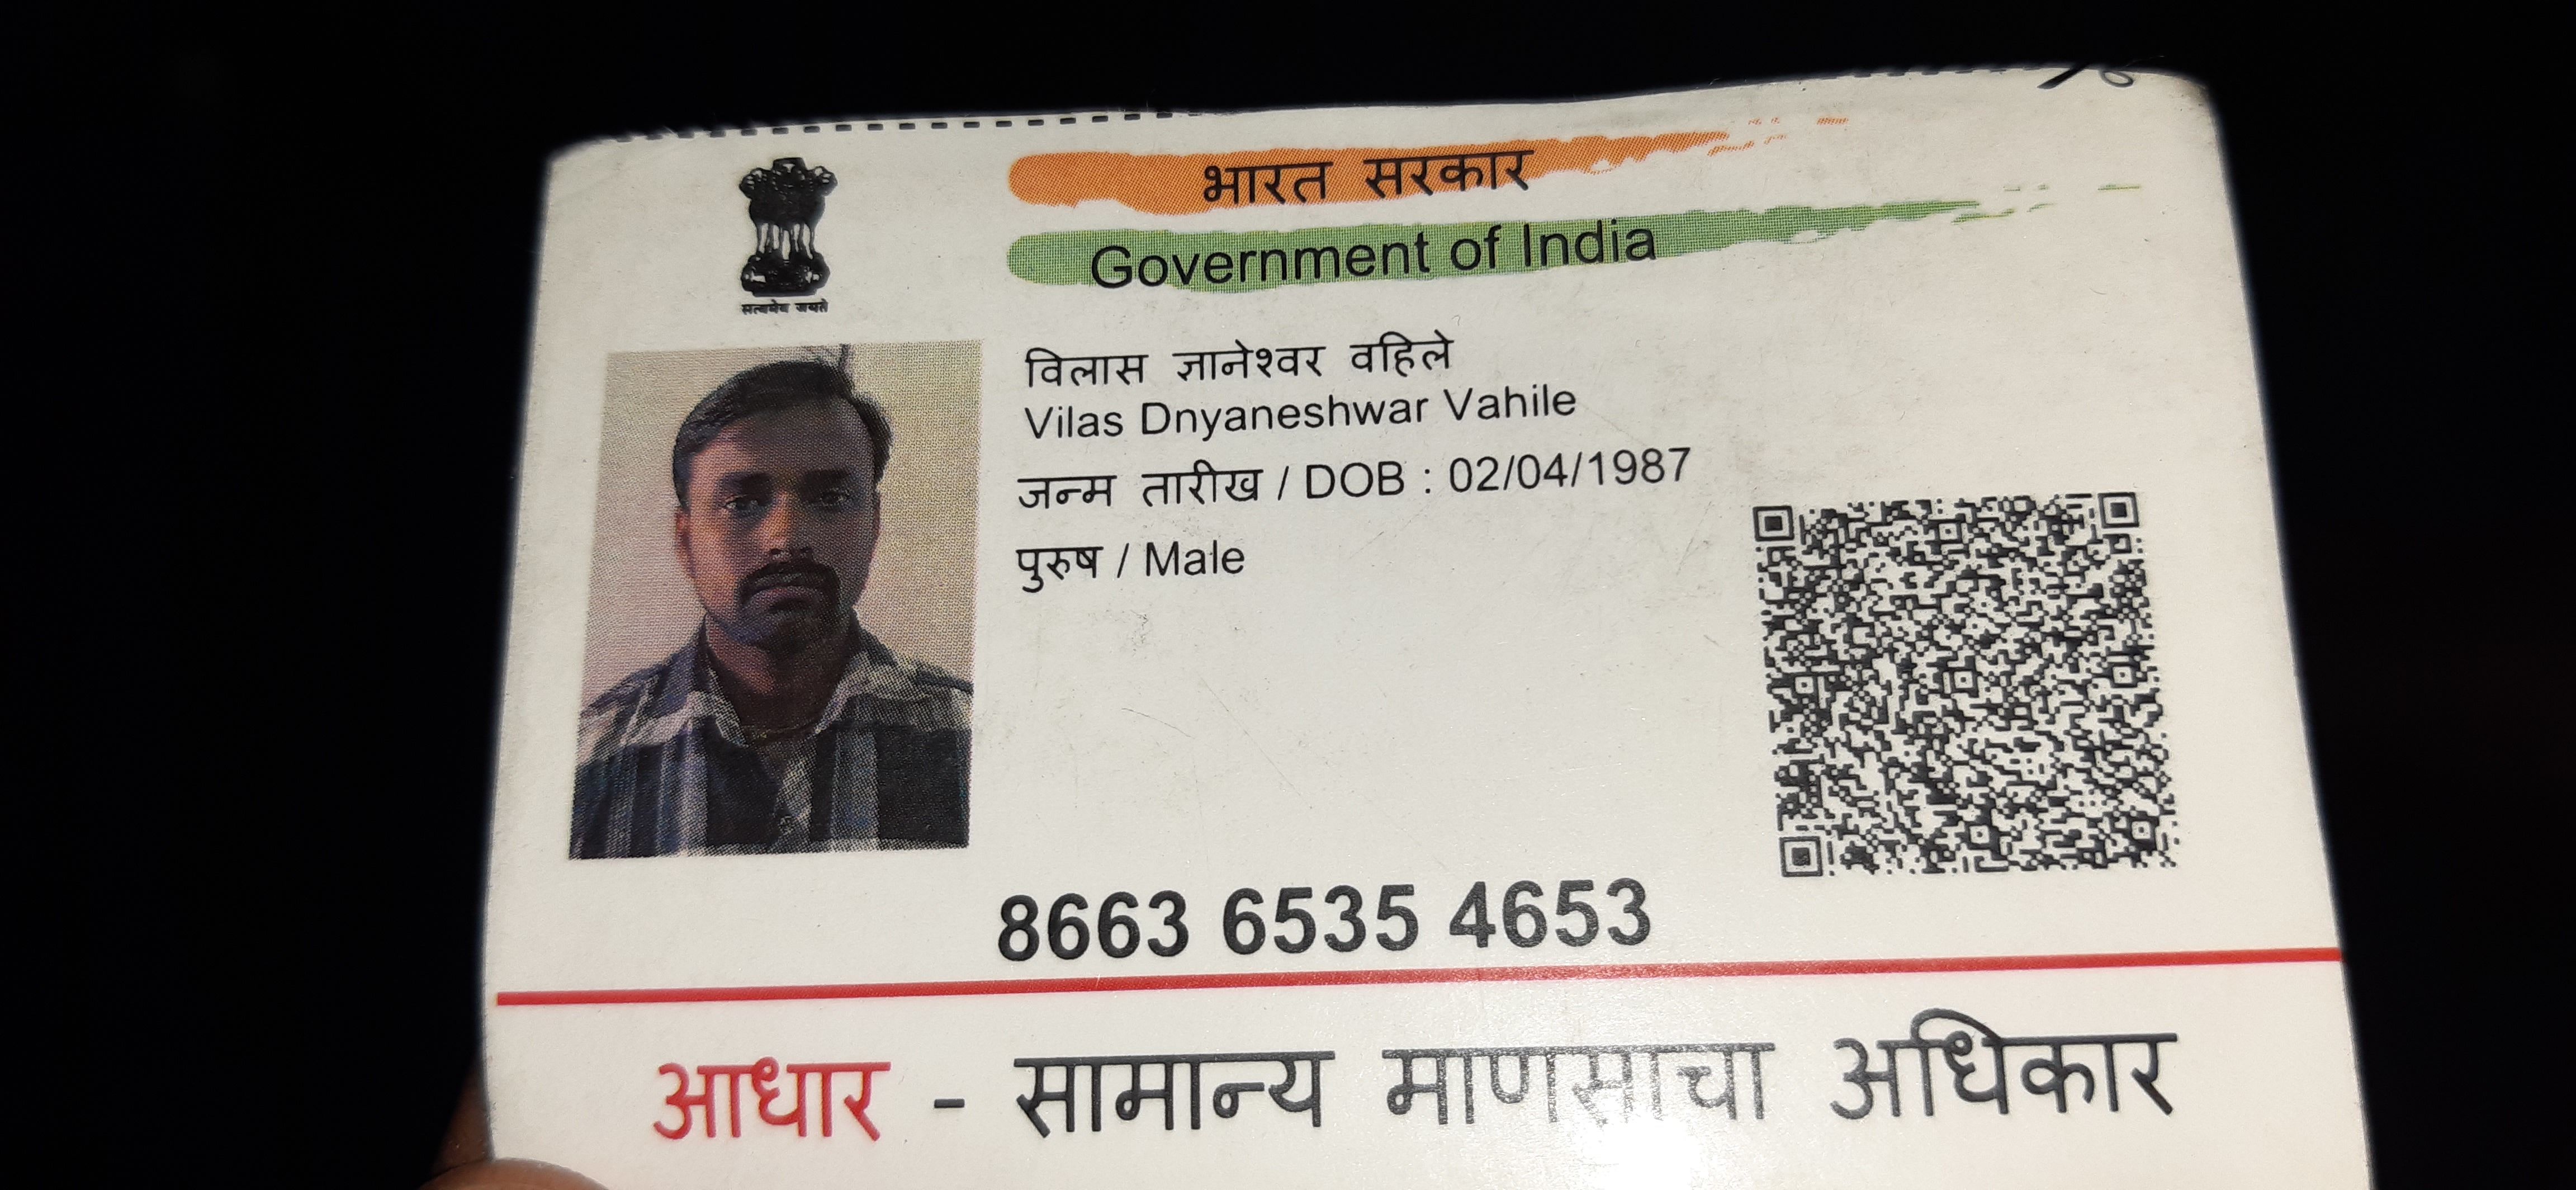 भारत सरकार
Government of India
सत्यमेव जयते
विलास ज्ञानेश्वर वहिले
Vilas Dnyaneshwar Vahile
जन्म तारीख / DOB : 02/04/1987
पुरुष / Male
8663 6535 4653
आधार - सामान्य माणसाचा अधिकार